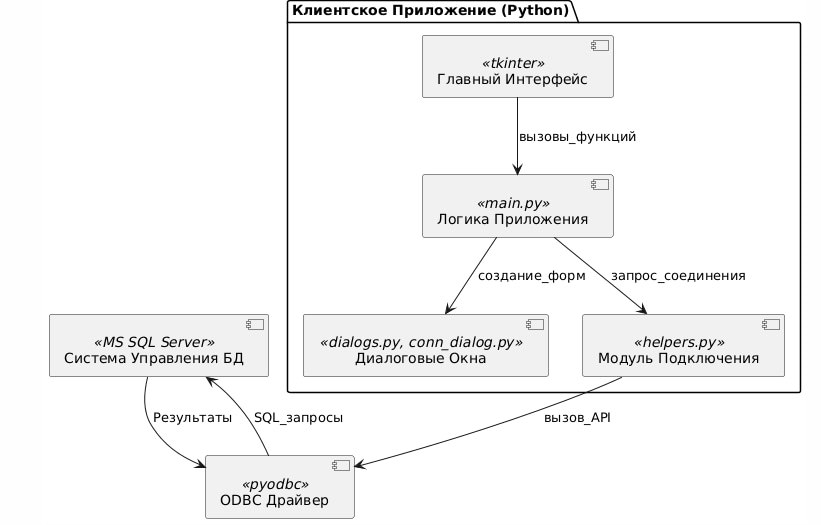 Клиентское Приложение (Python)
«tkinter»
Главный Интерфейс
вызовы_функций
«main.py»
Логика Приложения
создание_форм
запрос_соединения
«MS SQL Server»
Система Управления БД
«dialogs.py, conn_dialog.py»
Диалоговые Окна
«helpers.py»
Модуль Подключения
Результаты
SQL_запросы
вызов_API
«pyodbc»
ODBC Драйвер